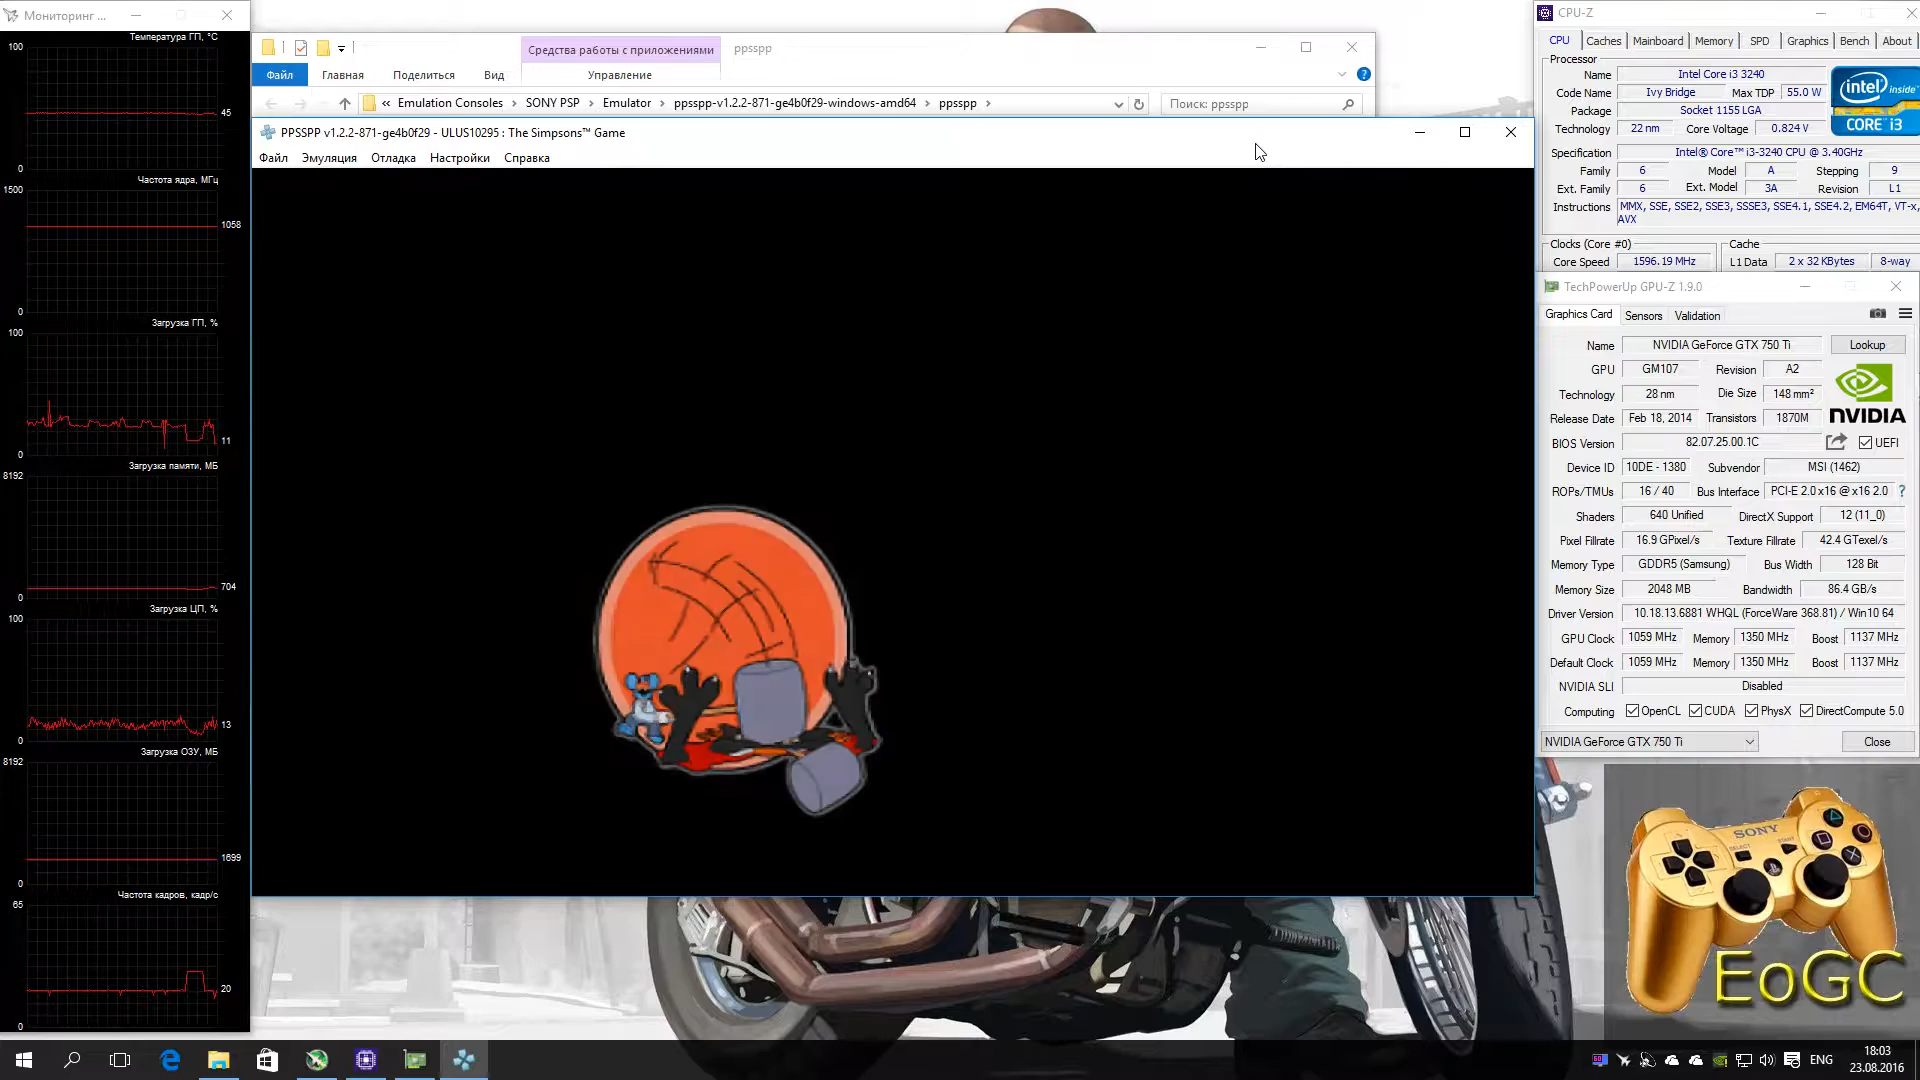 Мониторинг ...
Температура ГП, °C
100
45
0
Частота ядра, МГц
1500
1058
0
Загрузка ГП, %
100
11
0
Загрузка памяти, МБ
8192
704
0
Загрузка ЦП, %
100
13
0
Загрузка ОЗУ, МБ
8192
1699
0
Частота кадров, кадр/с
65
20
0
Средства работы с приложениями
ppsspp
Файл
Главная
Поделиться
Вид
Управление
« Emulation Consoles › SONY PSP › Emulator › ppsspp-v1.2.2-871-ge4b0f29-windows-amd64 › ppsspp ›
Поиск: ppsspp
PPSSPP v1.2.2-871-ge4b0f29 - ULUS10295 : The Simpsons™ Game
Файл Эмуляция Отладка Настройки Справка
CPU-Z
CPU Caches Mainboard Memory SPD Graphics Bench About
Processor
Name Intel Core i3 3240
Code Name Ivy Bridge Max TDP 55.0 W
Package Socket 1155 LGA
Technology 22 nm Core Voltage 0.824 V
intel inside™
CORE i3
Specification Intel® Core™ i3-3240 CPU @ 3.40GHz
Family 6 Model A Stepping 9
Ext. Family 6 Ext. Model 3A Revision L1
Instructions MMX, SSE, SSE2, SSE3, SSSE3, SSE4.1, SSE4.2, EM64T, VT-x,
AVX
Clocks (Core #0) Cache
Core Speed 1596.19 MHz L1 Data 2 x 32 KBytes 8-way
TechPowerUp GPU-Z 1.9.0
Graphics Card Sensors Validation
Name NVIDIA GeForce GTX 750 Ti Lookup
GPU GM107 Revision A2
Technology 28 nm Die Size 148 mm²
Release Date Feb 18, 2014 Transistors 1870M
NVIDIA
BIOS Version 82.07.25.00.1C UEFI
Device ID 10DE - 1380 Subvendor MSI (1462)
ROPs/TMUs 16 / 40 Bus Interface PCI-E 2.0 x16 @ x16 2.0 ?
Shaders 640 Unified DirectX Support 12 (11_0)
Pixel Fillrate 16.9 GPixel/s Texture Fillrate 42.4 GTexel/s
Memory Type GDDR5 (Samsung) Bus Width 128 Bit
Memory Size 2048 MB Bandwidth 86.4 GB/s
Driver Version 10.18.13.6881 WHQL (ForceWare 368.81) / Win10 64
GPU Clock 1059 MHz Memory 1350 MHz Boost 1137 MHz
Default Clock 1059 MHz Memory 1350 MHz Boost 1137 MHz
NVIDIA SLI Disabled
Computing OpenCL CUDA PhysX DirectCompute 5.0
NVIDIA GeForce GTX 750 Ti Close
SONY
SELECT
START
EoGC
ENG
18:03
23.08.2016